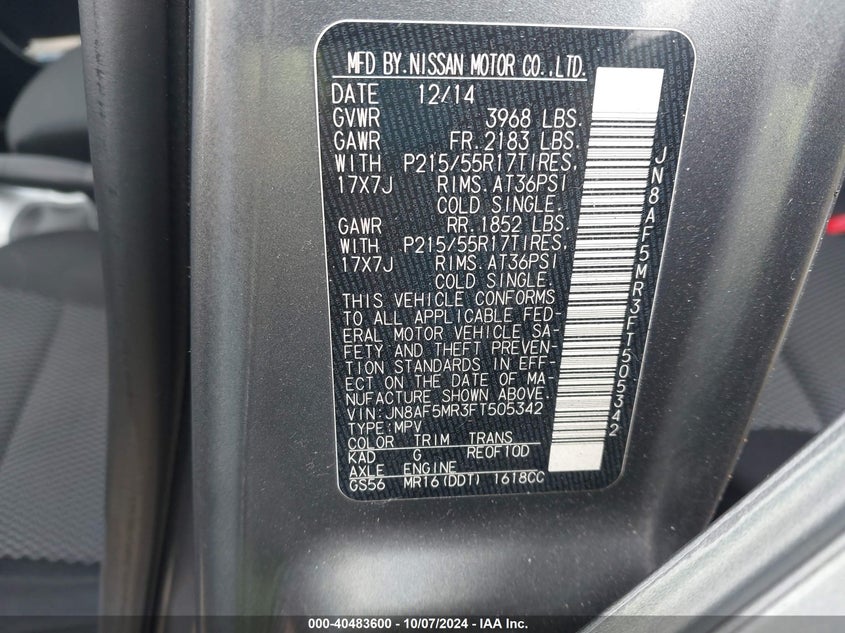 MFD BY.NISSAN MOTOR CO.,LTD.
DATE 12/14
GVWR 3968 LBS.
GAWR FR.2183 LBS.
WITH P215/55R17TIRES,
17X7J RIMS.AT36PSI
COLD SINGLE.
GAWR RR.1852 LBS.
WITH P215/55R17TIRES,
17X7J RIMS.AT36PSI
COLD SINGLE.
THIS VEHICLE CONFORMS
TO ALL APPLICABLE FED-
ERAL MOTOR VEHICLE SA-
FETY AND THEFT PREVEN-
TION STANDARDS IN EFF-
ECT ON THE DATE OF MA-
NUFACTURE SHOWN ABOVE.
VIN:JN8AF5MR3FT505342
TYPE:MPV
COLOR TRIM TRANS
KAD G REOF10D
AXLE ENGINE
GS56 MR16(DDT) 1618CC
JN8AF5MR3FT505342
000-40483600 - 10/07/2024 - IAA Inc.